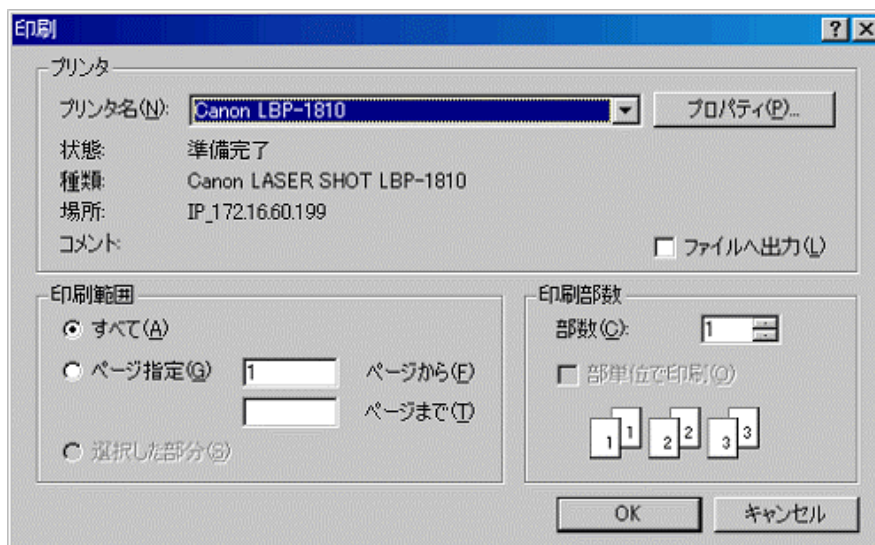 印刷
プリンタ
プリンタ名(N): Canon LBP-1810 プロパティ(P)...
状態: 準備完了
種類: Canon LASER SHOT LBP-1810
場所: IP_172.16.60.199
コメント: ファイルへ出力(L)
印刷範囲
すべて(A)
ページ指定(G) 1 ページから(F)
ページまで(T)
選択した部分(S)
印刷部数
部数(C): 1
部単位で印刷(O)
1 1 2 2 3 3
OK キャンセル